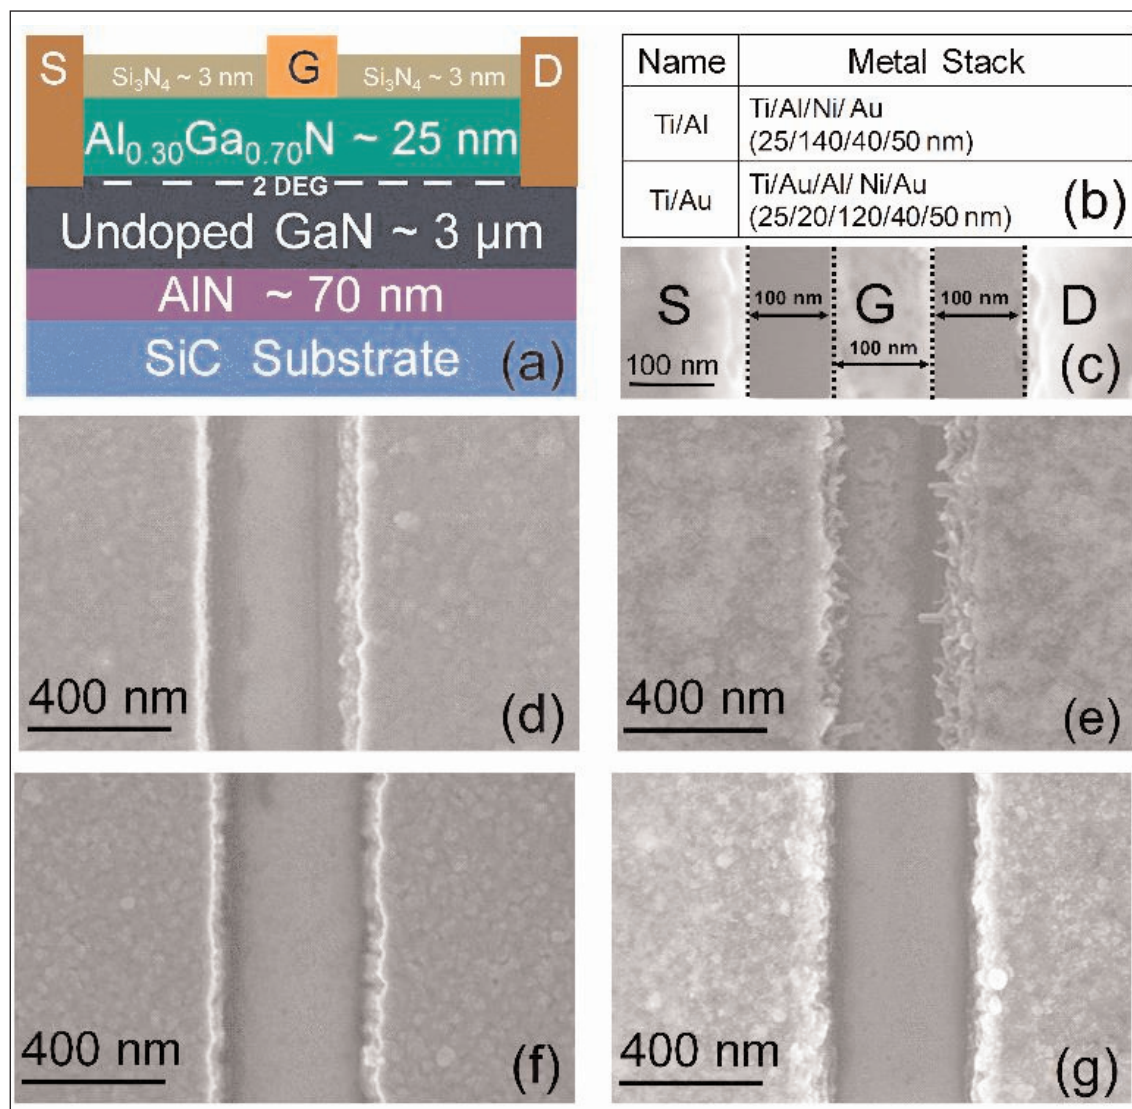 S
Si₃N₄ ~ 3 nm
G
Si₃N₄ ~ 3 nm
D
Al₀.₃₀Ga₀.₇₀N ~ 25 nm
2 DEG
Undoped GaN ~ 3 µm
AlN ~ 70 nm
SiC Substrate
(a)
Name
Metal Stack
Ti/Al
Ti/Al/Ni/ Au
(25/140/40/50 nm)
Ti/Au
Ti/Au/Al/ Ni/Au
(25/20/120/40/50 nm)
(b)
S
100 nm
G
100 nm
D
100 nm
100 nm
(c)
400 nm
(d)
400 nm
(e)
400 nm
(f)
400 nm
(g)